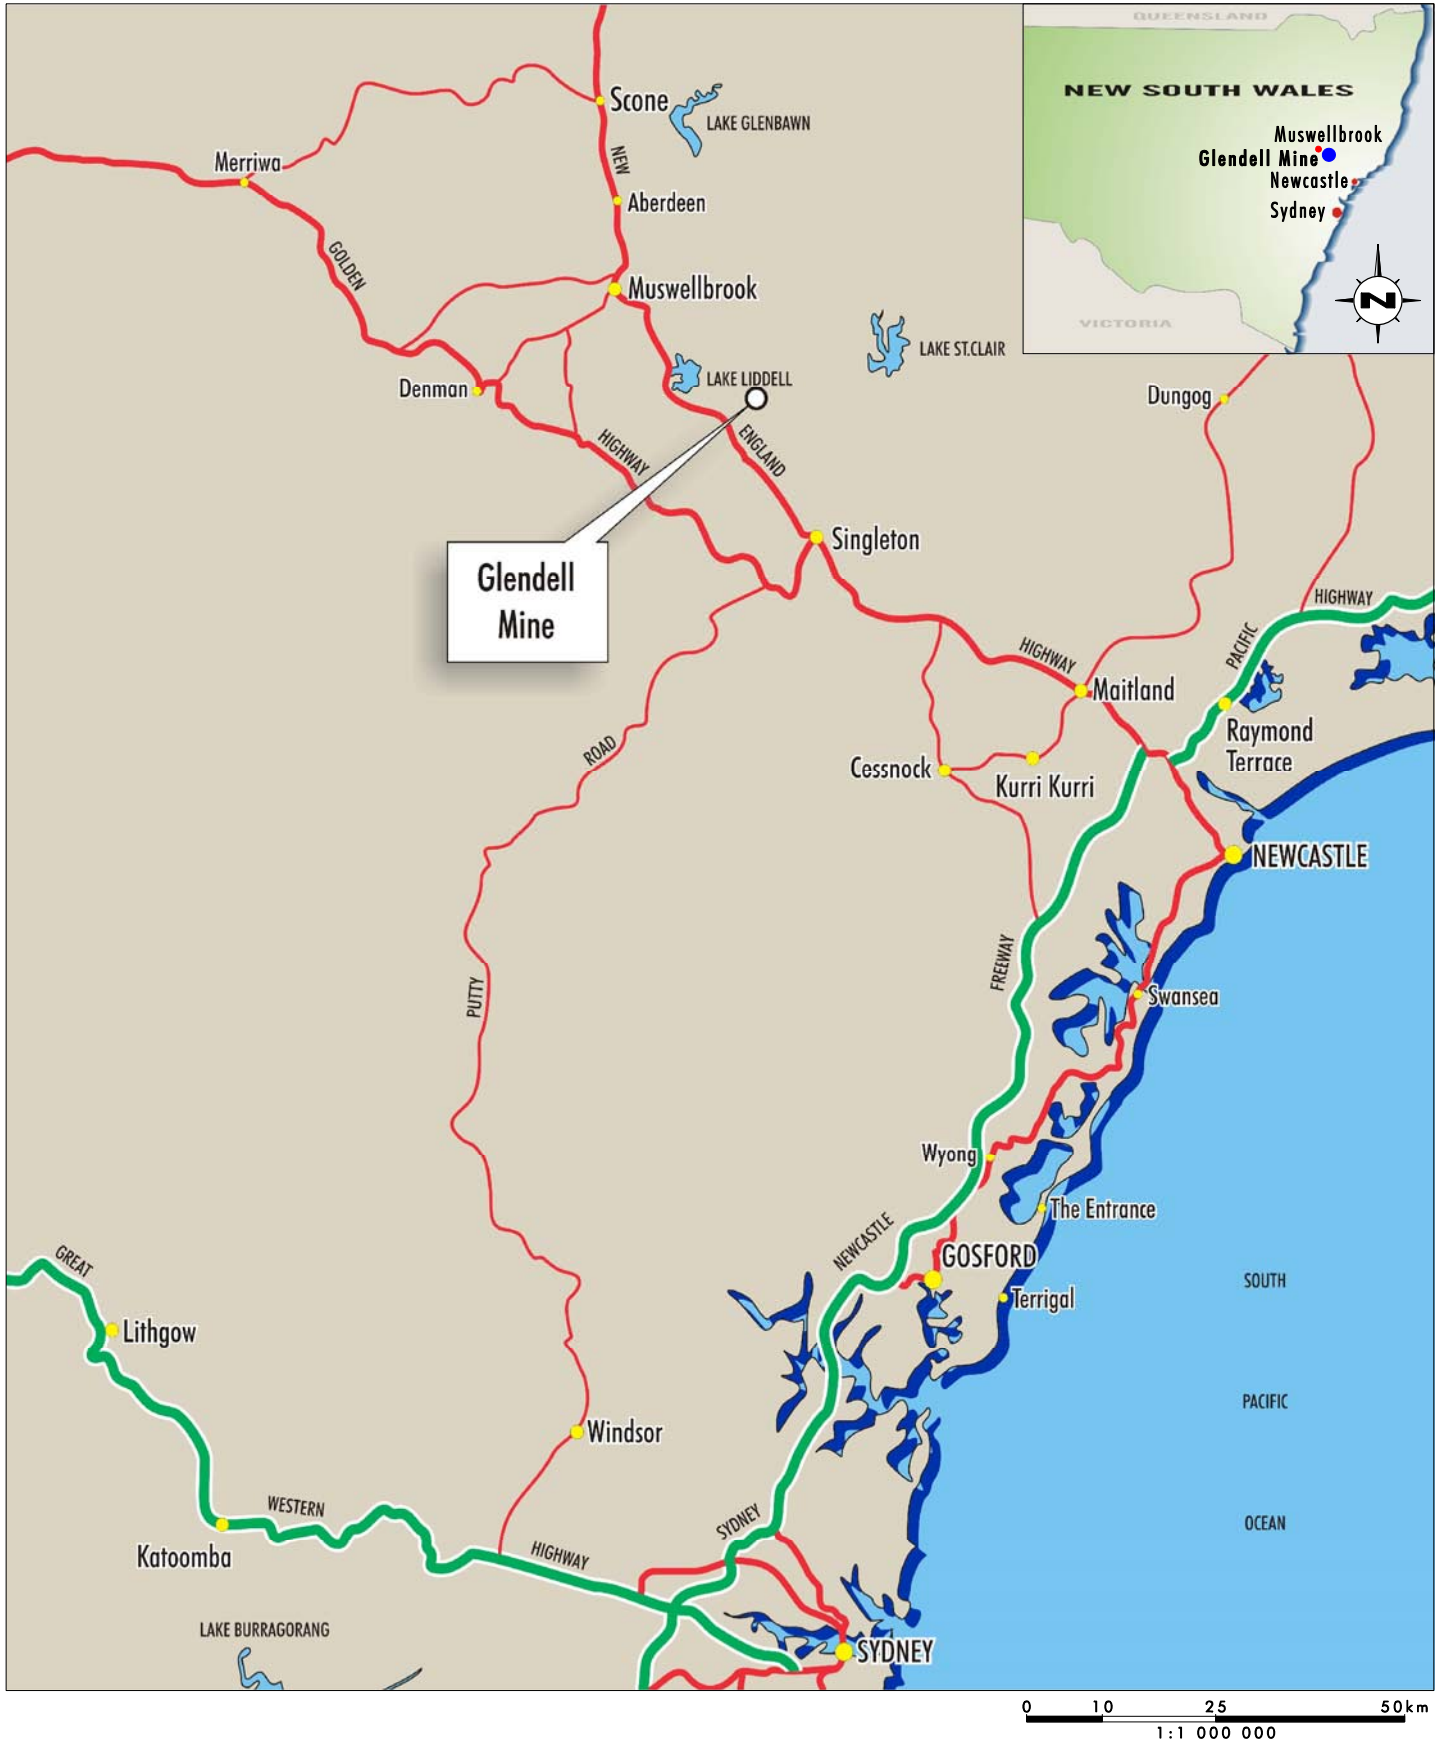 QUEENSLAND
NEW SOUTH WALES
Muswellbrook
Glendell Mine
Newcastle
Sydney
N
VICTORIA
Scone
LAKE GLENBAWN
NEW
Merriwa
Aberdeen
GOLDEN
Muswellbrook
LAKE ST.CLAIR
LAKE LIDDELL
Denman
Dungog
HIGHWAY
ENGLAND
Singleton
Glendell
Mine
HIGHWAY
PACIFIC
HIGHWAY
Maitland
Raymond
Terrace
ROAD
Cessnock
Kurri Kurri
NEWCASTLE
FREEWAY
PUTTY
Swansea
Wyong
The Entrance
NEWCASTLE
GOSFORD
GREAT
SOUTH
Terrigal
Lithgow
PACIFIC
Windsor
WESTERN
SYDNEY
OCEAN
Katoomba
HIGHWAY
LAKE BURRAGORANG
SYDNEY
0 10 25 50km
1:1 000 000